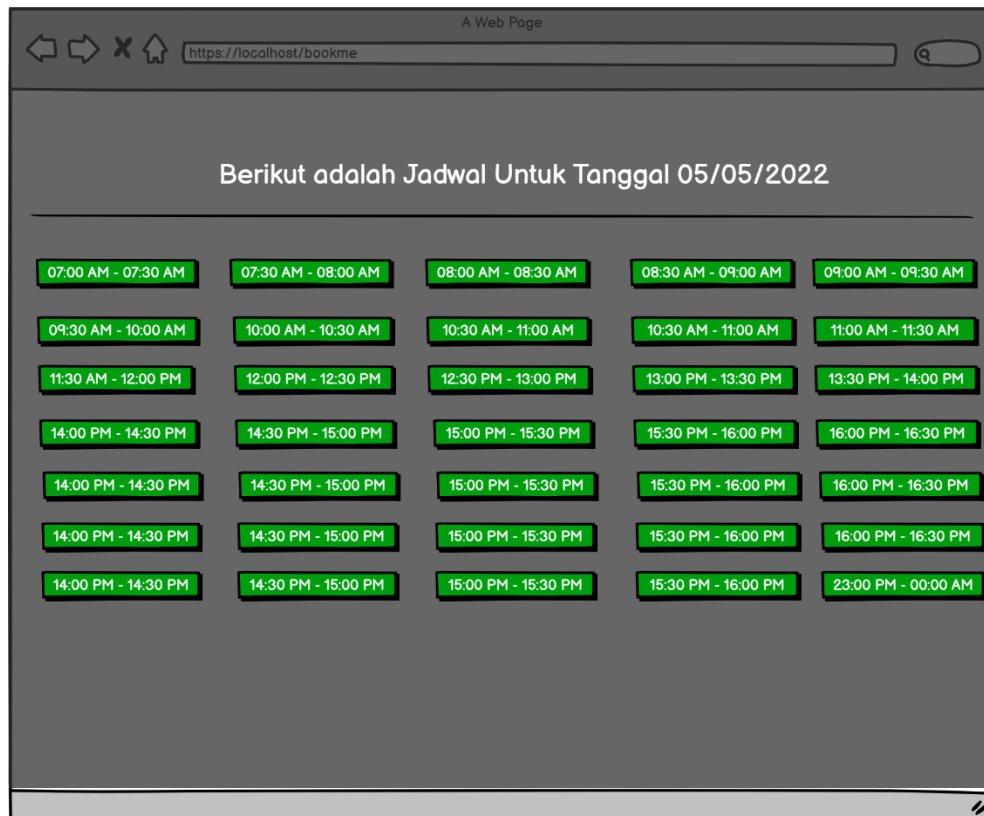 A Web Page
https://localhost/bookme
Berikut adalah Jadwal Untuk Tanggal 05/05/2022
07:00 AM - 07:30 AM 07:30 AM - 08:00 AM 08:00 AM - 08:30 AM 08:30 AM - 09:00 AM 09:00 AM - 09:30 AM
09:30 AM - 10:00 AM 10:00 AM - 10:30 AM 10:30 AM - 11:00 AM 10:30 AM - 11:00 AM 11:00 AM - 11:30 AM
11:30 AM - 12:00 PM 12:00 PM - 12:30 PM 12:30 PM - 13:00 PM 13:00 PM - 13:30 PM 13:30 PM - 14:00 PM
14:00 PM - 14:30 PM 14:30 PM - 15:00 PM 15:00 PM - 15:30 PM 15:30 PM - 16:00 PM 16:00 PM - 16:30 PM
14:00 PM - 14:30 PM 14:30 PM - 15:00 PM 15:00 PM - 15:30 PM 15:30 PM - 16:00 PM 16:00 PM - 16:30 PM
14:00 PM - 14:30 PM 14:30 PM - 15:00 PM 15:00 PM - 15:30 PM 15:30 PM - 16:00 PM 16:00 PM - 16:30 PM
14:00 PM - 14:30 PM 14:30 PM - 15:00 PM 15:00 PM - 15:30 PM 15:30 PM - 16:00 PM 23:00 PM - 00:00 AM